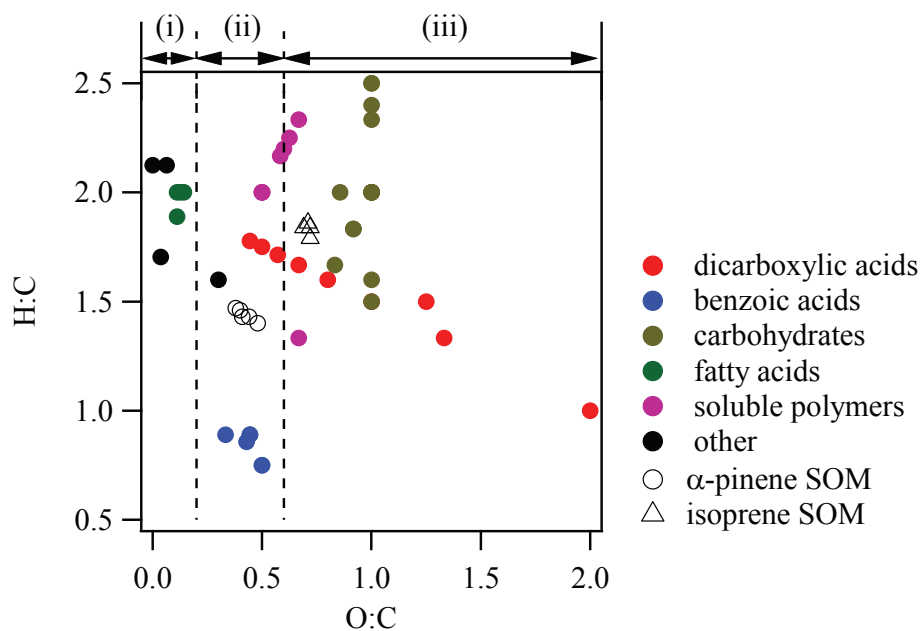 (i) (ii) (iii)
2.5
2.0
1.5
1.0
0.5
H:C
0.0 0.5 1.0 1.5 2.0
O:C
dicarboxylic acids
benzoic acids
carbohydrates
fatty acids
soluble polymers
other
α-pinene SOM
isoprene SOM